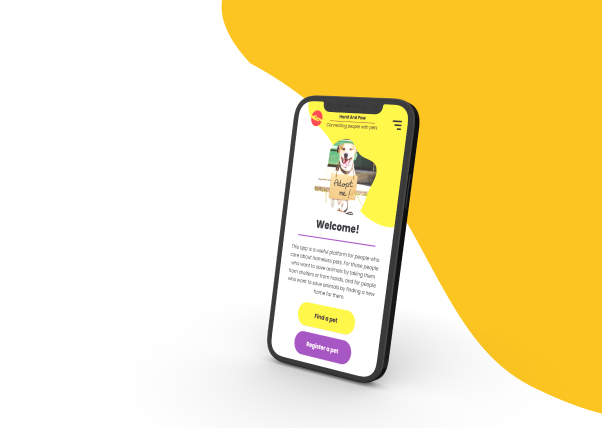 Hand And Paw
Connecting people with pets
Adopt
me!
Welcome!
This app is a useful platform for people who
care about homeless pets. For those people
who want to save animals by taking them
from shelters or from hands, and for people
who want to save animals by finding a new
home for them.
Find a pet
Register a pet